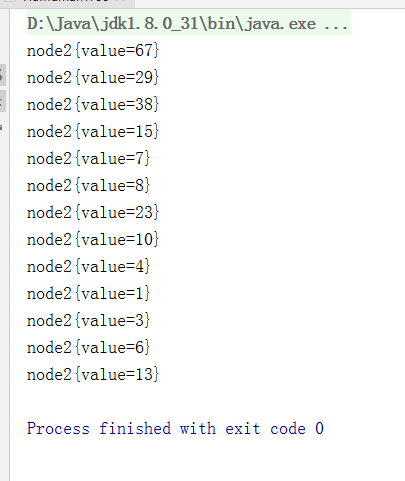 D:\Java\jdk1.8.0_31\bin\java.exe ...
node2{value=67}
node2{value=29}
node2{value=38}
node2{value=15}
node2{value=7}
node2{value=8}
node2{value=23}
node2{value=10}
node2{value=4}
node2{value=1}
node2{value=3}
node2{value=6}
node2{value=13}
Process finished with exit code 0